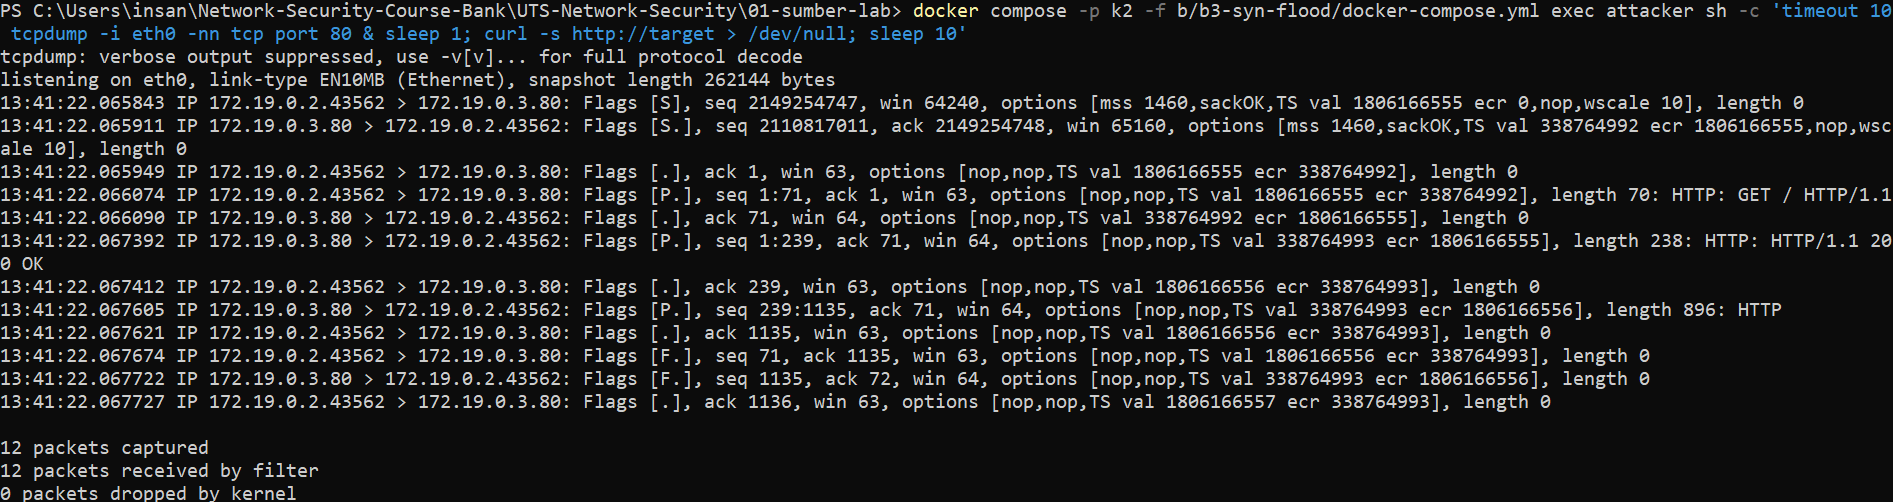 PS C:\Users\insan\Network-Security-Course-Bank\UTS-Network-Security\01-sumber-lab> docker compose -p k2 -f b/b3-syn-flood/docker-compose.yml exec attacker sh -c 'timeout 10
 tcpdump -i eth0 -nn tcp port 80 & sleep 1; curl -s http://target > /dev/null; sleep 10'
tcpdump: verbose output suppressed, use -v[v]... for full protocol decode
listening on eth0, link-type EN10MB (Ethernet), snapshot length 262144 bytes
13:41:22.065843 IP 172.19.0.2.43562 > 172.19.0.3.80: Flags [S], seq 2149254747, win 64240, options [mss 1460,sackOK,TS val 1806166555 ecr 0,nop,wscale 10], length 0
13:41:22.065911 IP 172.19.0.3.80 > 172.19.0.2.43562: Flags [S.], seq 2110817011, ack 2149254748, win 65160, options [mss 1460,sackOK,TS val 338764992 ecr 1806166555,nop,wsc
ale 10], length 0
13:41:22.065949 IP 172.19.0.2.43562 > 172.19.0.3.80: Flags [.], ack 1, win 63, options [nop,nop,TS val 1806166555 ecr 338764992], length 0
13:41:22.066074 IP 172.19.0.2.43562 > 172.19.0.3.80: Flags [P.], seq 1:71, ack 1, win 63, options [nop,nop,TS val 1806166555 ecr 338764992], length 70: HTTP: GET / HTTP/1.1
13:41:22.066090 IP 172.19.0.3.80 > 172.19.0.2.43562: Flags [.], ack 71, win 64, options [nop,nop,TS val 338764992 ecr 1806166555], length 0
13:41:22.067392 IP 172.19.0.3.80 > 172.19.0.2.43562: Flags [P.], seq 1:239, ack 71, win 64, options [nop,nop,TS val 338764993 ecr 1806166555], length 238: HTTP: HTTP/1.1 20
0 OK
13:41:22.067412 IP 172.19.0.2.43562 > 172.19.0.3.80: Flags [.], ack 239, win 63, options [nop,nop,TS val 1806166556 ecr 338764993], length 0
13:41:22.067605 IP 172.19.0.3.80 > 172.19.0.2.43562: Flags [P.], seq 239:1135, ack 71, win 64, options [nop,nop,TS val 338764993 ecr 1806166556], length 896: HTTP
13:41:22.067621 IP 172.19.0.2.43562 > 172.19.0.3.80: Flags [.], ack 1135, win 63, options [nop,nop,TS val 1806166556 ecr 338764993], length 0
13:41:22.067674 IP 172.19.0.2.43562 > 172.19.0.3.80: Flags [F.], seq 71, ack 1135, win 63, options [nop,nop,TS val 1806166556 ecr 338764993], length 0
13:41:22.067722 IP 172.19.0.3.80 > 172.19.0.2.43562: Flags [F.], seq 1135, ack 72, win 64, options [nop,nop,TS val 338764993 ecr 1806166556], length 0
13:41:22.067727 IP 172.19.0.2.43562 > 172.19.0.3.80: Flags [.], ack 1136, win 63, options [nop,nop,TS val 1806166557 ecr 338764993], length 0

12 packets captured
12 packets received by filter
0 packets dropped by kernel